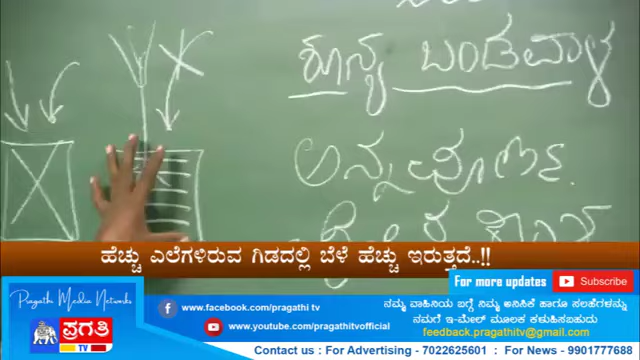 ಶೂನ್ಯ ಬಂಡವಾಳ
ಅನ್ನಪೂರ್ಣ
ಹೆಚ್ಚು ಎಲೆಗಳಿರುವ ಗಿಡದಲ್ಲಿ ಬೆಳೆ ಹೆಚ್ಚು ಇರುತ್ತದೆ..!!
For more updates Subscribe
Pragathi Media Networks
ಪ್ರಗತಿ
TV
www.facebook.com/pragathi tv
www.youtube.com/pragathitvofficial
ನಮ್ಮ ವಾಹಿನಿಯ ಬಗ್ಗೆ ನಿಮ್ಮ ಅನಿಸಿಕೆ ಹಾಗೂ ಸಲಹೆಗಳನ್ನು
ನಮಗೆ ಇ-ಮೇಲ್ ಮೂಲಕ ಕಳುಹಿಸಬಹುದು
feedback.pragathitv@gmail.com
Contact us : For Advertising - 7022625601 : For NEWS - 9901777688